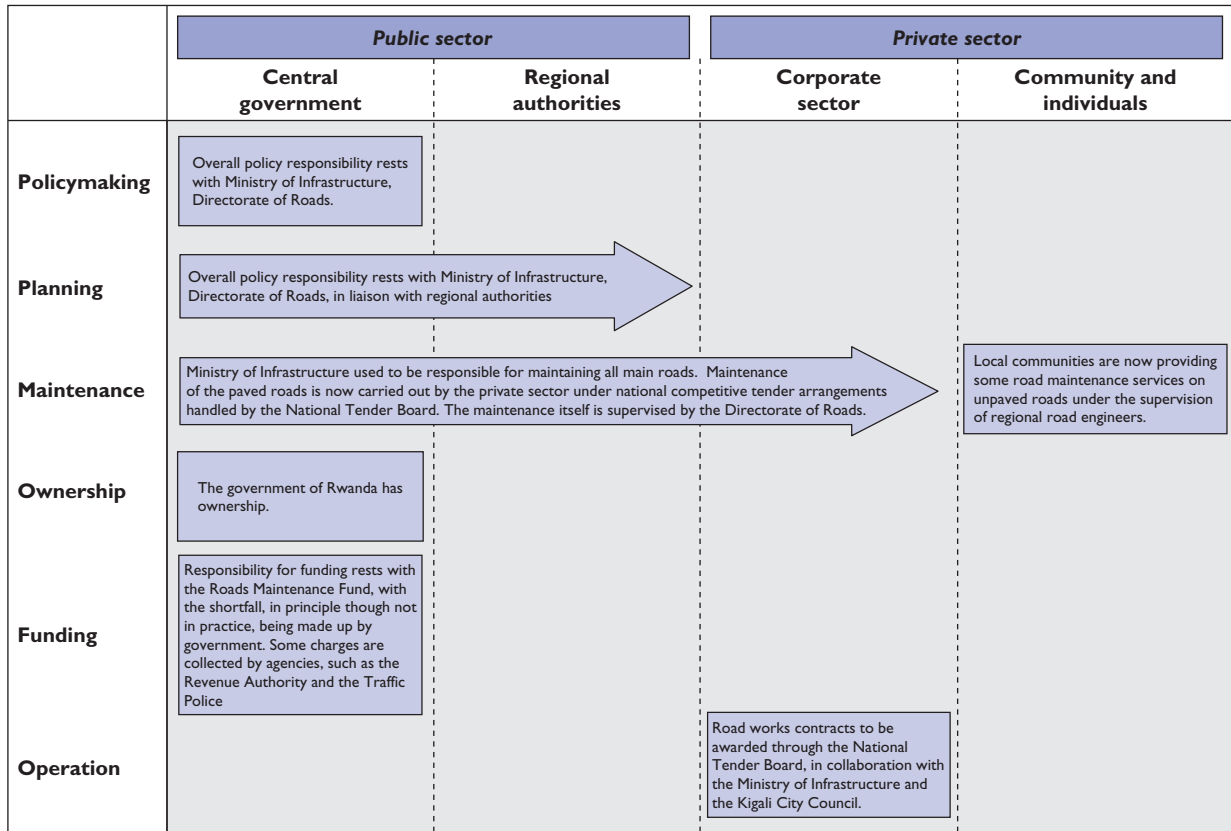 Public sector
Private sector
Central
government
Regional
authorities
Corporate
sector
Community and
individuals
Policymaking
Overall policy responsibility rests
with Ministry of Infrastructure,
Directorate of Roads.
Planning
Overall policy responsibility rests with Ministry of Infrastructure,
Directorate of Roads, in liaison with regional authorities
Maintenance
Ministry of Infrastructure used to be responsible for maintaining all main roads. Maintenance
of the paved roads is now carried out by the private sector under national competitive tender arrangements
handled by the National Tender Board. The maintenance itself is supervised by the Directorate of Roads.
Local communities are now providing
some road maintenance services on
unpaved roads under the supervision
of regional road engineers.
Ownership
The government of Rwanda has
ownership.
Funding
Responsibility for funding rests with
the Roads Maintenance Fund, with
the shortfall, in principle though not
in practice, being made up by
government. Some charges are
collected by agencies, such as the
Revenue Authority and the Traffic
Police
Operation
Road works contracts to be
awarded through the National
Tender Board, in collaboration with
the Ministry of Infrastructure and
the Kigali City Council.